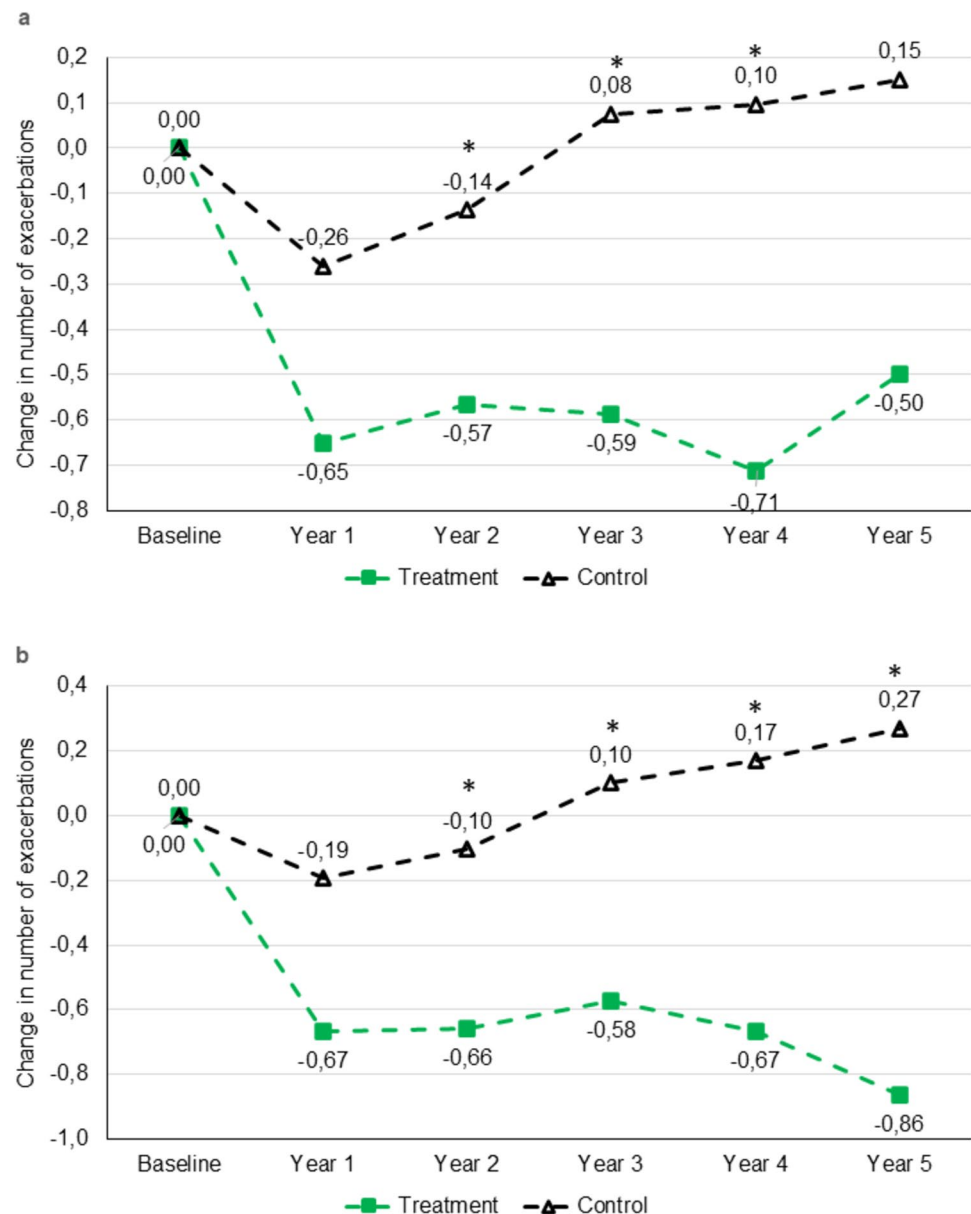 a
Change in number of exacerbations
0,2
0,1
0,0
-0,1
-0,2
-0,3
-0,4
-0,5
-0,6
-0,7
-0,8
* *
0,00 -0,26 -0,14 0,08 0,10 0,15
*
0,00 -0,65 -0,57 -0,59 -0,71 -0,50
Baseline Year 1 Year 2 Year 3 Year 4 Year 5
Treatment Control
b
Change in number of exacerbations
0,4
0,2
0,0
-0,2
-0,4
-0,6
-0,8
-1,0
* * * *
0,00 -0,19 -0,10 0,10 0,17 0,27
0,00 -0,67 -0,66 -0,58 -0,67 -0,86
Baseline Year 1 Year 2 Year 3 Year 4 Year 5
Treatment Control